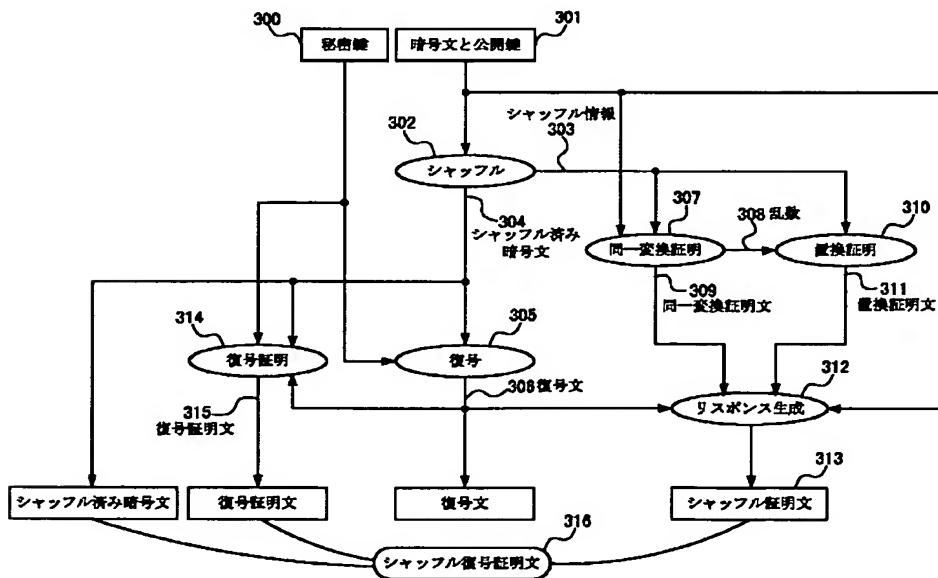 300
秘密鍵
301
暗号文と公開鍵
シャッフル情報
303
302
シャッフル
304
シャッフル済み
暗号文
307
同一変換証明
308 乱数
310
置換証明
309
同一変換証明文
311
置換証明文
314
復号証明
305
復号
306 復号文
312
リスポンス生成
315
復号証明文
313
シャッフル済み暗号文
復号証明文
復号文
シャッフル証明文
316
シャッフル復号証明文